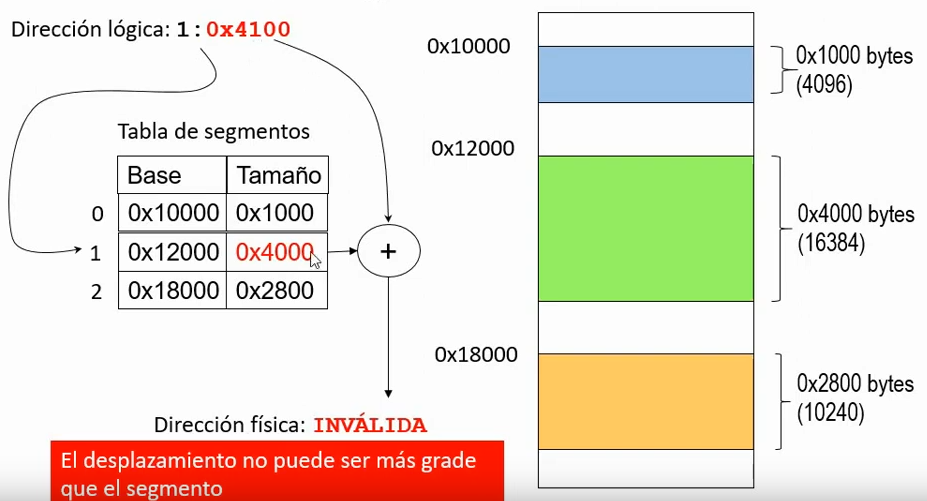 Dirección lógica: 1:0x4100
Tabla de segmentos
Base Tamaño
0 0x10000 0x1000
1 0x12000 0x4000
2 0x18000 0x2800
+
Dirección física: INVÁLIDA
El desplazamiento no puede ser más grade
que el segmento
0x10000
0x1000 bytes
(4096)
0x12000
0x4000 bytes
(16384)
0x18000
0x2800 bytes
(10240)